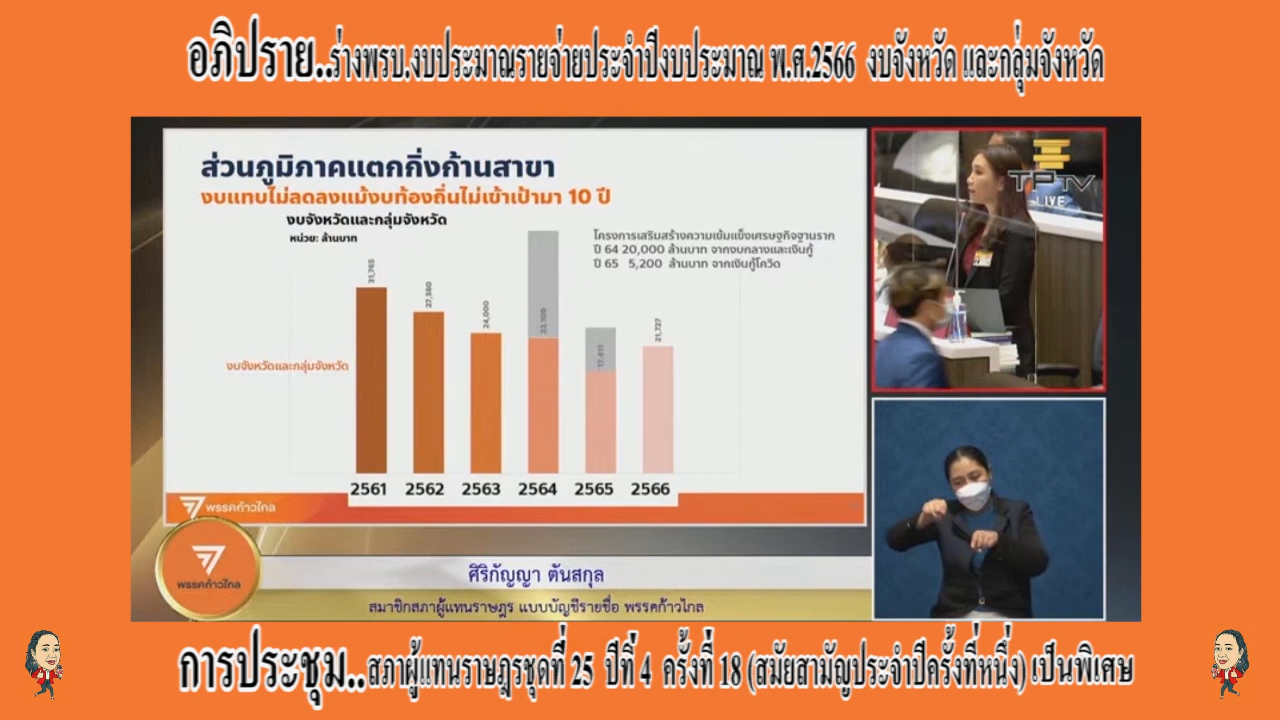 อภิปราย..ร่างพรบ.งบประมาณรายจ่ายประจำปีงบประมาณ พ.ศ.2566 งบจังหวัด และกลุ่มจังหวัด
ส่วนภูมิภาคแตกกิ่งก้านสาขา
งบแทบไม่ลดลงแม้งบท้องถิ่นไม่เข้าเป้ามา 10 ปี
งบจังหวัดและกลุ่มจังหวัด
หน่วย: ล้านบาท
โครงการเสริมสร้างความเข้มแข็งเศรษฐกิจฐานราก
ปี 64 20,000 ล้านบาท จากงบกลางและเงินกู้
ปี 65 5,200 ล้านบาท จากเงินกู้โควิด
31,765
27,580
24,000
17,411
21,727
งบจังหวัดและกลุ่มจังหวัด
2561 2562 2563 2564 2565 2566
พรรคก้าวไกล
TPTV
LIVE
พรรคก้าวไกล
ศิริกัญญา ตันสกุล
สมาชิกสภาผู้แทนราษฎร แบบบัญชีรายชื่อ พรรคก้าวไกล
การประชุม..สภาผู้แทนราษฎรชุดที่ 25 ปีที่ 4 ครั้งที่ 18 (สมัยสามัญประจำปีครั้งที่หนึ่ง) เป็นพิเศษ